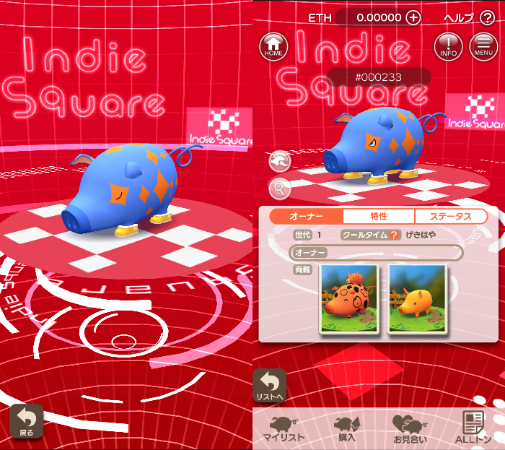 Indie
Square
IndieSquare
戻る
ETH 0.00000 + ヘルプ ?
HOME
INFO
MENU
Indie
Square
#000233
IndieSquare
オーナー 特性 ステータス
世代 1 クールタイム ? げきはや
オーナー
両親
リストへ
マイリスト 購入 お見合い ALLトン